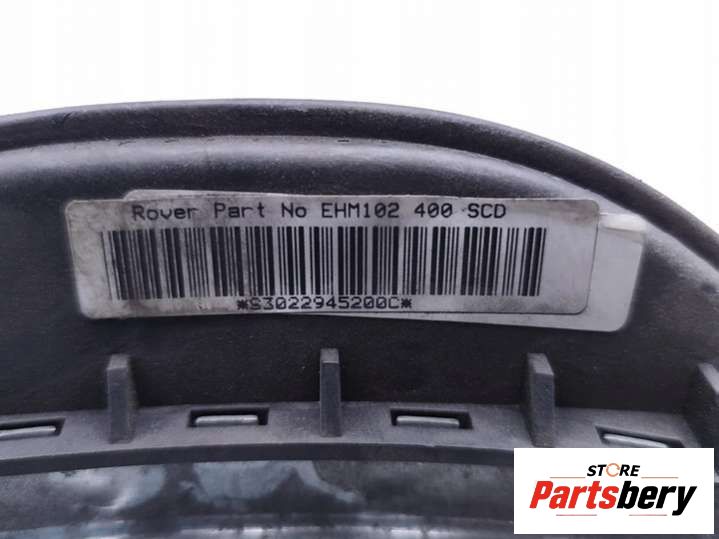 Rover Part No EHM102 400 SCD
*S3022945200C*
STORE
Partsbery